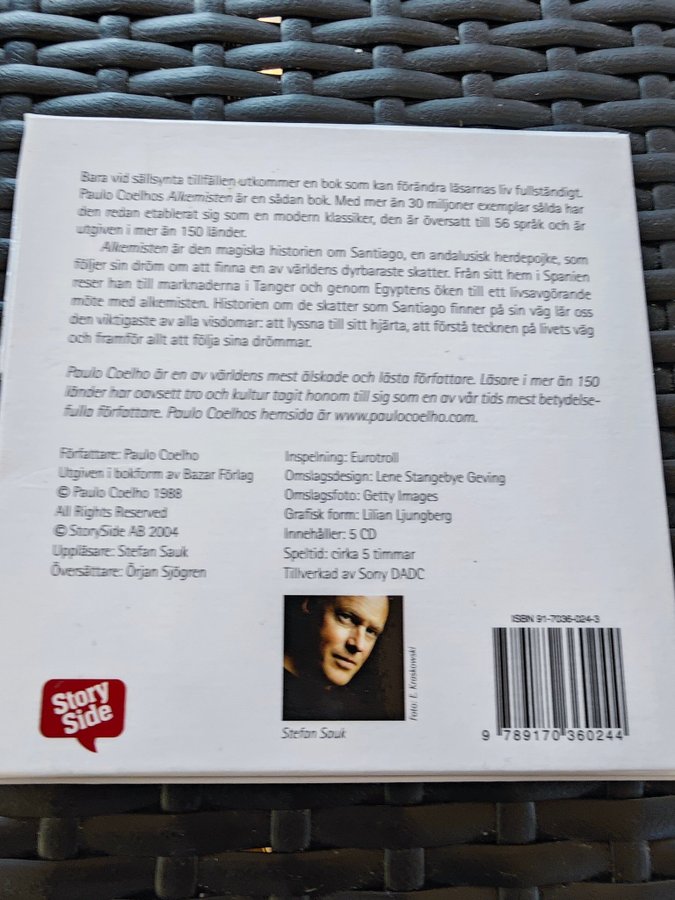 Bara vid sällsynta tillfällen utkommer en bok som kan förändra läsarnas liv fullständigt.
Paulo Coelhos Alkemisten är en sådan bok. Med mer än 30 miljoner exemplar sålda har
den redan etablerat sig som en modern klassiker, den är översatt till 56 språk och är
utgiven i mer än 150 länder.
Alkemisten är den magiska historien om Santiago, en andalusisk herdepojke, som
följer sin dröm om att finna en av världens dyrbaraste skatter. Från sitt hem i Spanien
reser han till marknaderna i Tanger och genom Egyptens öken till ett livsavgörande
möte med alkemisten. Historien om de skatter som Santiago finner på sin väg lär oss
den viktigaste av alla visdomar: att lyssna till sitt hjärta, att förstå tecknen på livets väg
och framför allt att följa sina drömmar.
Paulo Coelho är en av världens mest älskade och lästa författare. Läsare i mer än 150
länder har oavsett tro och kultur tagit honom till sig som en av vår tids mest betydelse-
fulla författare. Paulo Coelhos hemsida är www.paulocoelho.com.
Författare: Paulo Coelho
Utgiven i bokform av Bazar Förlag
© Paulo Coelho 1988
All Rights Reserved
© StorySide AB 2004
Uppläsare: Stefan Sauk
Översättare: Örjan Sjögren
Inspelning: Eurotroll
Omslagsdesign: Lene Stangebye Geving
Omslagsfoto: Getty Images
Grafisk form: Lilian Ljungberg
Innehåller: 5 CD
Speltid: cirka 5 timmar
Tillverkad av Sony DADC
Story
Side
Foto: E. Kraskowski
Stefan Sauk
ISBN 91-7036-024-3
9 789170 360244